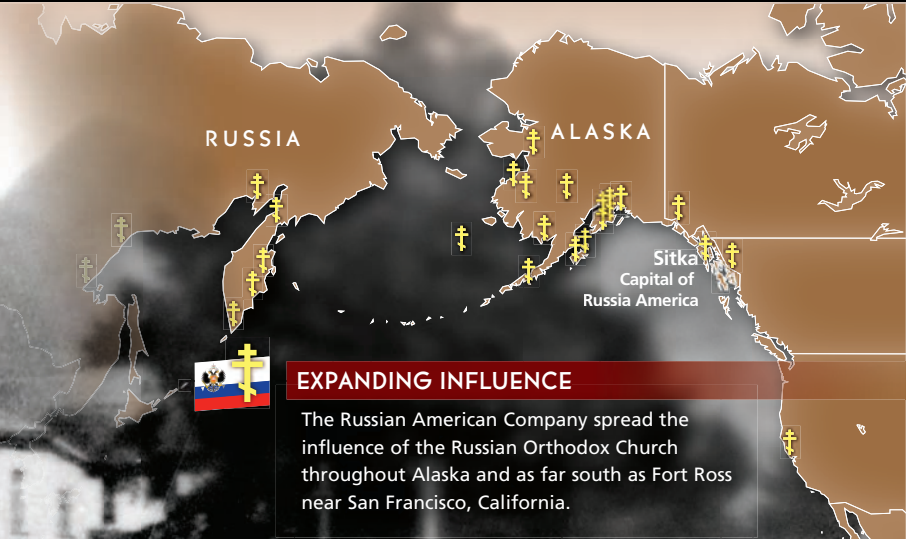 RUSSIA
ALASKA
Sitka
Capital of
Russia America
EXPANDING INFLUENCE
The Russian American Company spread the
influence of the Russian Orthodox Church
throughout Alaska and as far south as Fort Ross
near San Francisco, California.